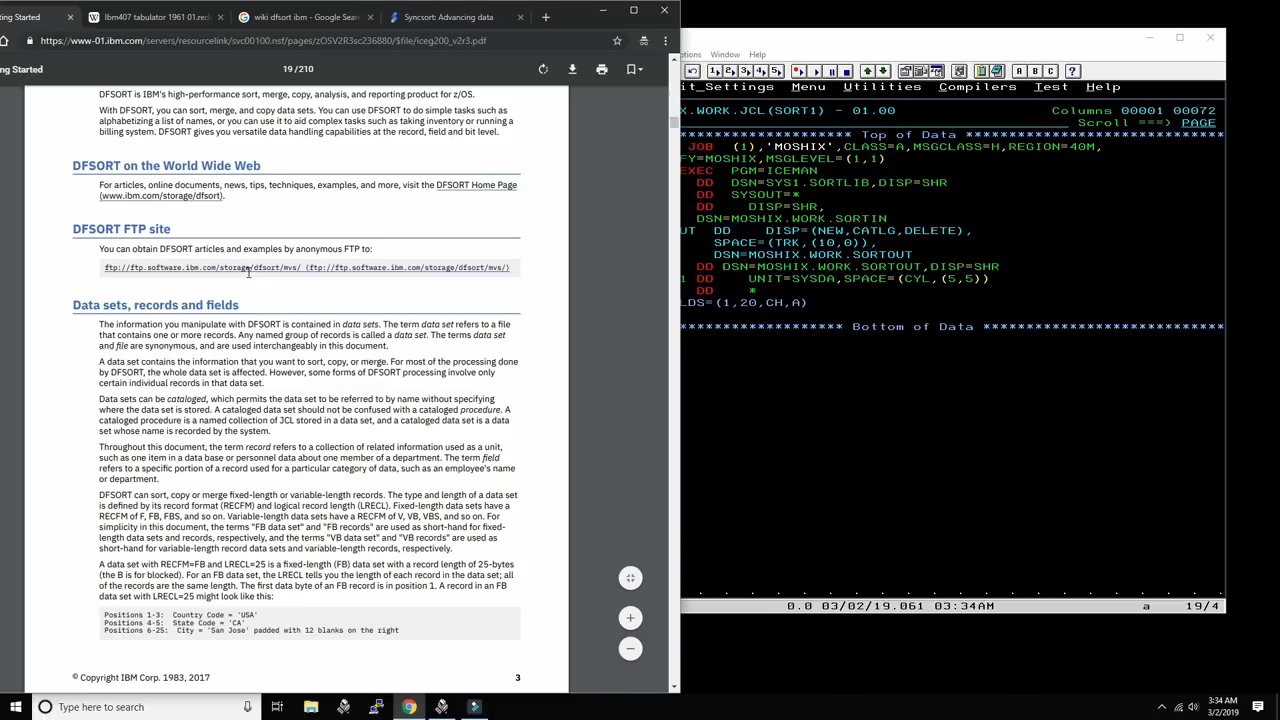 ting Started
Ibm407 tabulator 1961 01.red
wiki dfsort ibm - Google Sear
Syncsort: Advancing data
https://www-01.ibm.com/servers/resourcelink/svc00100.nsf/pages/zOSV2R3sc236880/$file/iceg200_v2r3.pdf
ng Started
19 / 210
DFSORT is IBM's high-performance sort, merge, copy, analysis, and reporting product for z/OS.
With DFSORT, you can sort, merge, and copy data sets. You can use DFSORT to do simple tasks such as
alphabetizing a list of names, or you can use it to aid complex tasks such as taking inventory or running a
billing system. DFSORT gives you versatile data handling capabilities at the record, field and bit level.
DFSORT on the World Wide Web
For articles, online documents, news, tips, techniques, examples, and more, visit the DFSORT Home Page
(www.ibm.com/storage/dfsort).
DFSORT FTP site
You can obtain DFSORT articles and examples by anonymous FTP to:
ftp://ftp.software.ibm.com/storage/dfsort/mvs/ (ftp://ftp.software.ibm.com/storage/dfsort/mvs/)
Data sets, records and fields
The information you manipulate with DFSORT is contained in data sets. The term data set refers to a file
that contains one or more records. Any named group of records is called a data set. The terms data set
and file are synonymous, and are used interchangeably in this document.
A data set contains the information that you want to sort, copy, or merge. For most of the processing done
by DFSORT, the whole data set is affected. However, some forms of DFSORT processing involve only
certain individual records in that data set.
Data sets can be cataloged, which permits the data set to be referred to by name without specifying
where the data set is stored. A cataloged data set should not be confused with a cataloged procedure. A
cataloged procedure is a named collection of JCL stored in a data set, and a cataloged data set is a data
set whose name is recorded by the system.
Throughout this document, the term record refers to a collection of related information used as a unit,
such as one item in a data base or personnel data about one member of a department. The term field
refers to a specific portion of a record used for a particular category of data, such as an employee's name
or department.
DFSORT can sort, copy or merge fixed-length or variable-length records. The type and length of a data set
is defined by its record format (RECFM) and logical record length (LRECL). Fixed-length data sets have a
RECFM of F, FB, FBS, and so on. Variable-length data sets have a RECFM of V, VB, VBS, and so on. For
simplicity in this document, the terms "FB data set" and "FB records" are used as short-hand for fixed-
length data sets and records, respectively, and the terms "VB data set" and "VB records" are used as
short-hand for variable-length record data sets and variable-length records, respectively.
A data set with RECFM=FB and LRECL=25 is a fixed-length (FB) data set with a record length of 25-bytes
(the B is for blocked). For an FB data set, the LRECL tells you the length of each record in the data set; all
of the records are the same length. The first data byte of an FB record is in position 1. A record in an FB
data set with LRECL=25 might look like this:
Positions 1-3: Country Code = 'USA'
Positions 4-5: State Code = 'CA'
Positions 6-25: City = 'San Jose' padded with 12 blanks on the right
© Copyright IBM Corp. 1983, 2017
3
ptions Window Help
1 2 3 4 5 A B C ?
it_Settings Menu Utilities Compilers Test Help
X.WORK.JCL(SORT1) - 01.00 Columns 00001 00072
Scroll ===> PAGE
************************ Top of Data ************************
JOB (1),'MOSHIX',CLASS=A,MSGCLASS=H,REGION=40M,
FY=MOSHIX,MSGLEVEL=(1,1)
EXEC PGM=ICEMAN
DD DSN=SYS1.SORTLIB,DISP=SHR
DD SYSOUT=*
DD DISP=SHR,
DSN=MOSHIX.WORK.SORTIN
UT DD DISP=(NEW,CATLG,DELETE),
SPACE=(TRK,(10,0)),
DSN=MOSHIX.WORK.SORTOUT
DD DSN=MOSHIX.WORK.SORTOUT,DISP=SHR
1 DD UNIT=SYSDA,SPACE=(CYL,(5,5))
DD *
LDS=(1,20,CH,A)
*********************** Bottom of Data ***********************
0.0 03/02/19.061 03:34AM a 19/4
Type here to search
3:34 AM
3/2/2019